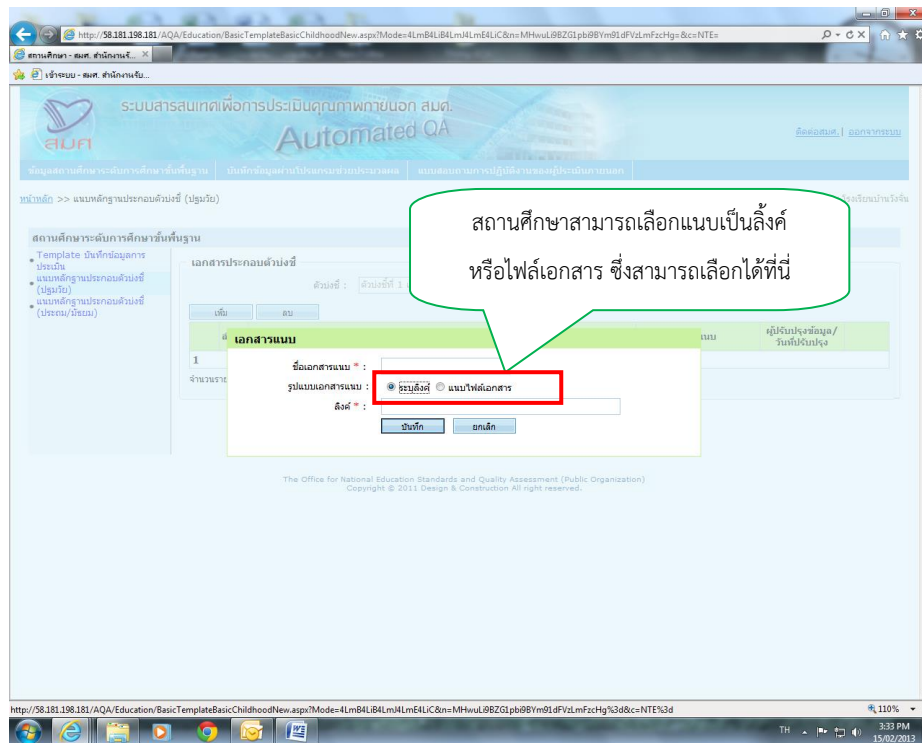 http://58.181.198.181/AQA/Education/BasicTemplateBasicChildhoodNew.aspx?Mode=4LmB4LiB4LmJ4LmE4LiC&n=MHwuLi9BZG1pbi9BYm91dFVzLmFzcHg=&c=NTE=
สถานศึกษา - สมศ. สำนักงานรั...
เข้าระบบ - สมศ. สำนักงานรับ...
สมศ
ระบบสารสนเทศเพื่อการประเมินคุณภาพภายนอก สมศ.
Automated QA
ติดต่อสมศ. | ออกจากระบบ
ข้อมูลสถานศึกษาระดับการศึกษาขั้นพื้นฐาน บันทึกข้อมูลผ่านโปรแกรมช่วยประมวลผล แบบสอบถามการปฏิบัติงานของผู้ประเมินภายนอก
หน้าหลัก >> แนบหลักฐานประกอบตัวบ่งชี้ (ปฐมวัย)
โรงเรียนบ้านวังจั่น
สถานศึกษาสามารถเลือกแนบเป็นลิ้งค์
หรือไฟล์เอกสาร ซึ่งสามารถเลือกได้ที่นี่
สถานศึกษาระดับการศึกษาขั้นพื้นฐาน
Template บันทึกข้อมูลการ
ประเมิน
แนบหลักฐานประกอบตัวบ่งชี้
(ปฐมวัย)
แนบหลักฐานประกอบตัวบ่งชี้
(ประถม/มัธยม)
เอกสารประกอบตัวบ่งชี้
ตัวบ่งชี้ : ตัวบ่งชี้ที่ 1
เพิ่ม ลบ
ผู้ปรับปรุงข้อมูล/
วันที่ปรับปรุง
แนบ
1
จำนวนราย
เอกสารแนบ
ชื่อเอกสารแนบ * :
รูปแบบเอกสารแนบ : ระบุลิงค์ แนบไฟล์เอกสาร
ลิงค์ * :
บันทึก ยกเลิก
The Office for National Education Standards and Quality Assessment (Public Organization)
Copyright © 2011 Design & Construction All right reserved.
http://58.181.198.181/AQA/Education/BasicTemplateBasicChildhoodNew.aspx?Mode=4LmB4LiB4LmJ4LmE4LiC&n=MHwuLi9BZG1pbi9BYm91dFVzLmFzcHg%3d&c=NTE%3d
110%
TH
3:33 PM
15/02/2013